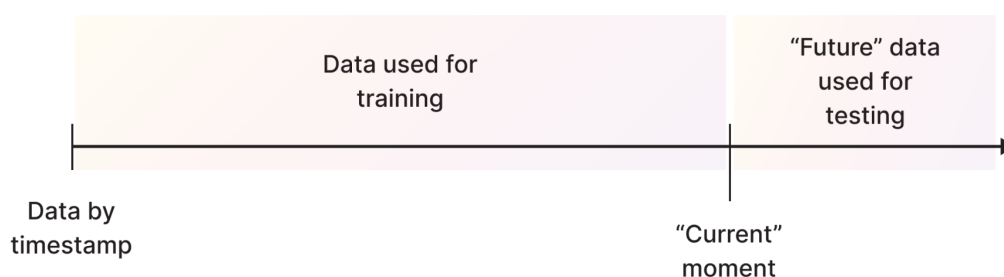 Data used for
training
“Future” data
used for
testing
Data by
timestamp
“Current”
moment